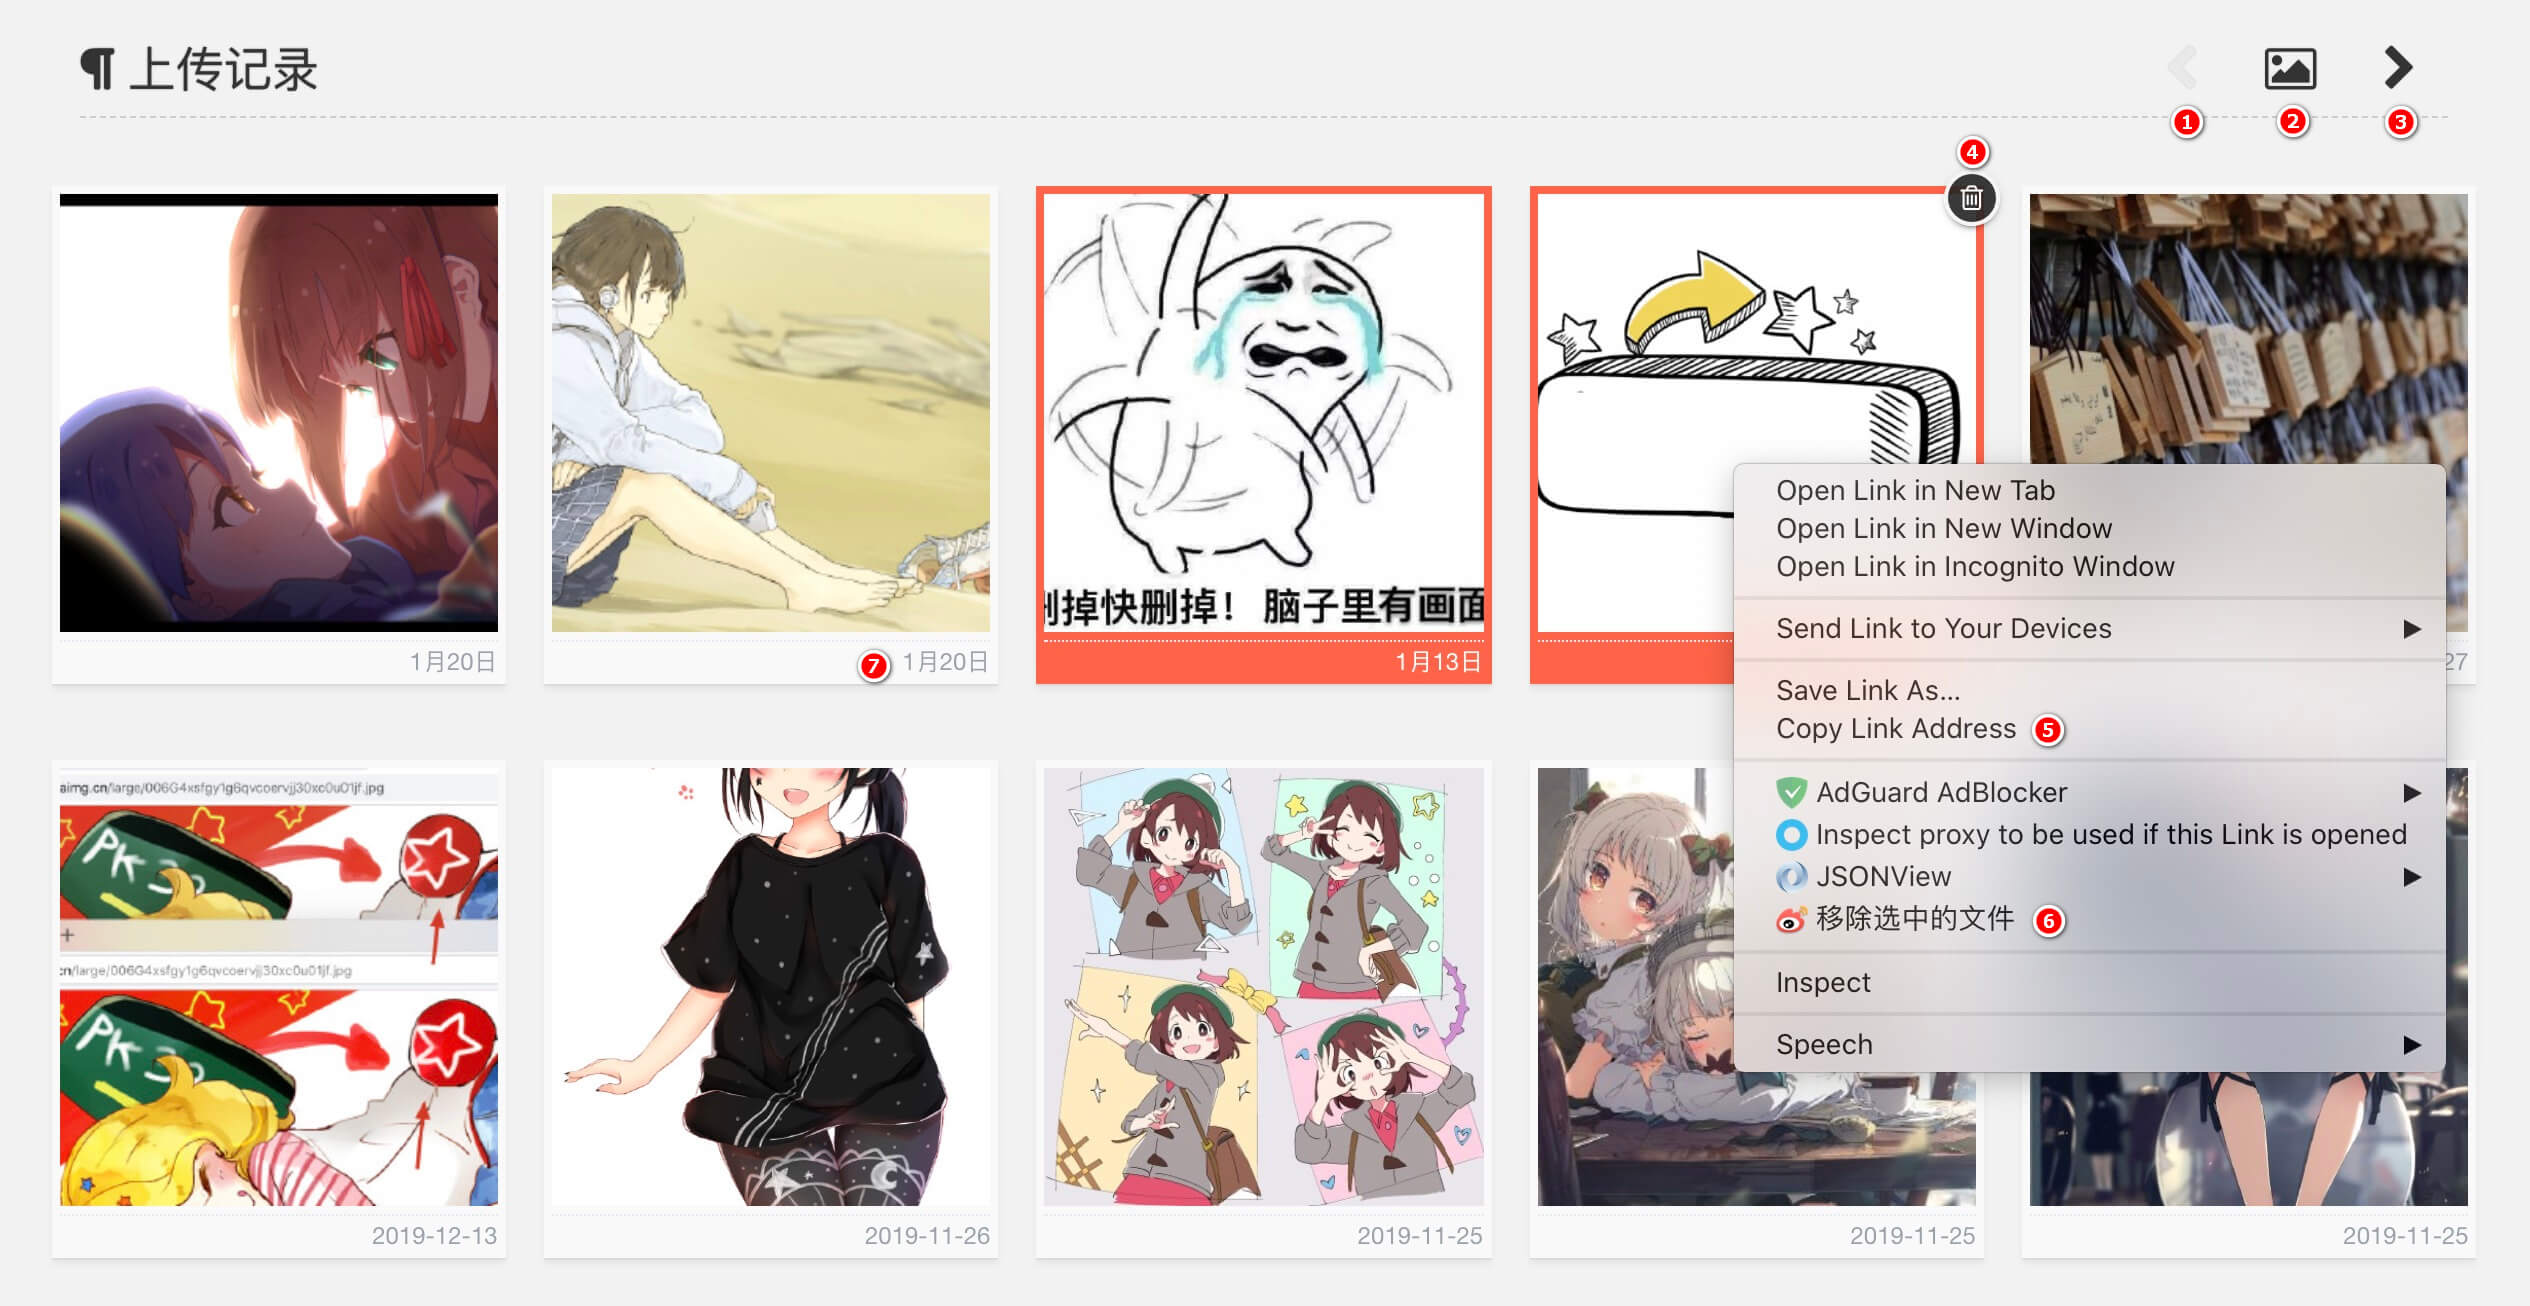 ¶ 上传记录
1
2
3
4
删掉快删掉! 脑子里有画面
1月20日
7
1月20日
1月13日
27
Open Link in New Tab
Open Link in New Window
Open Link in Incognito Window
Send Link to Your Devices
Save Link As...
Copy Link Address
5
AdGuard AdBlocker
Inspect proxy to be used if this Link is opened
JSONView
移除选中的文件
6
Inspect
Speech
aimg.cn/large/006G4xsfgy1g6qvcoervjj30xc0u01jf.jpg
PK
cn/large/006G4xsfgy1g6qvcoervjj30xc0u01jf.jpg
PK
2019-12-13
2019-11-26
2019-11-25
2019-11-25
2019-11-25